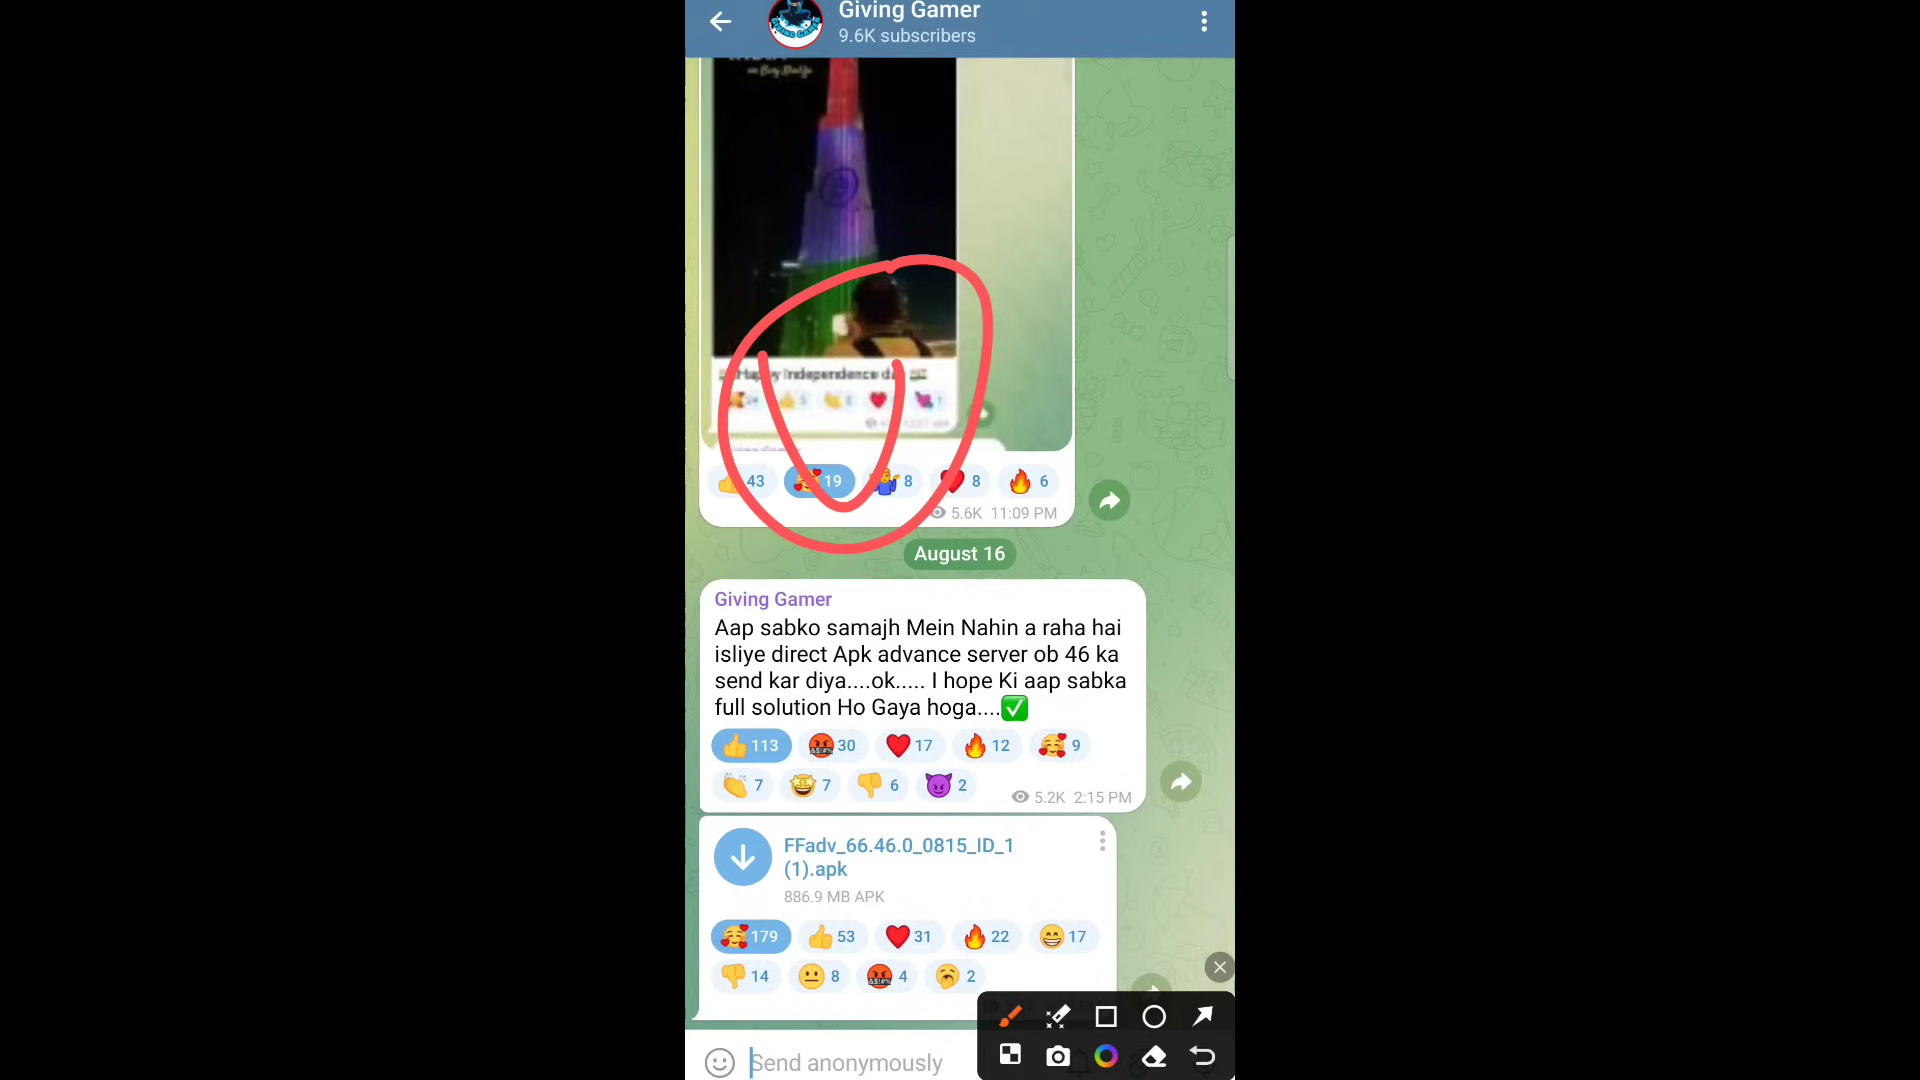 Giving Gamer
9.6K subscribers
Happy Independence
43
19
8
8
6
5.6K 11:09 PM
August 16
Giving Gamer
Aap sabko samajh Mein Nahin a raha hai
isliye direct Apk advance server ob 46 ka
send kar diya....ok..... I hope Ki aap sabka
full solution Ho Gaya hoga....✅
113
30
17
12
9
7
7
6
2
5.2K 2:15 PM
FFadv_66.46.0_0815_ID_1
(1).apk
886.9 MB APK
179
53
31
22
17
14
8
4
2
Send anonymously